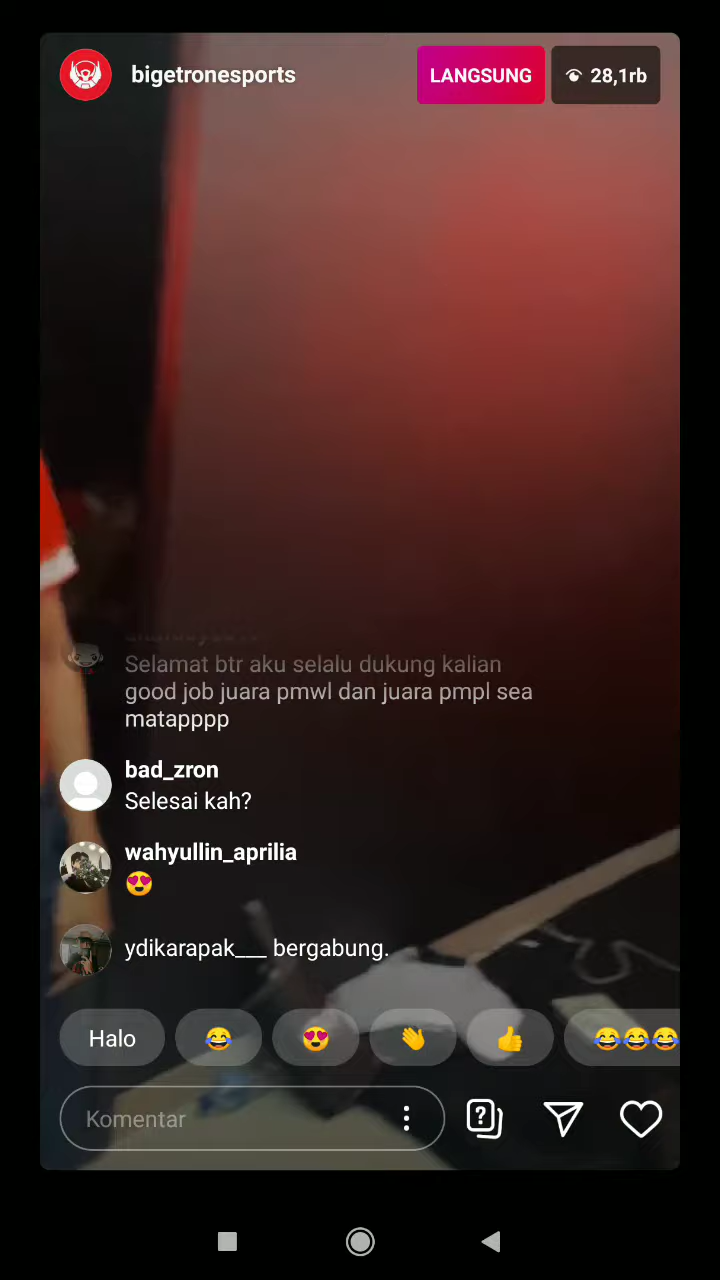 bigetronesports
LANGSUNG
28,1rb
Selamat btr aku selalu dukung kalian
good job juara pmwl dan juara pmpl sea
matapppp
bad_zron
Selesai kah?
wahyullin_aprilia
😍
ydikarapak___ bergabung.
Halo 😂 😍 👋 👍 😂😂😂
Komentar